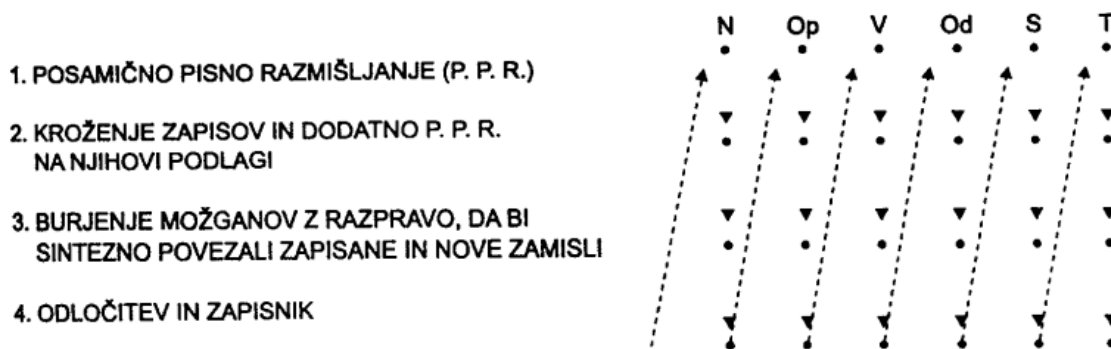 N Op V Od S T
1. POSAMIČNO PISNO RAZMIŠLJANJE (P. P. R.)
2. KROŽENJE ZAPISOV IN DODATNO P. P. R.
NA NJIHOVI PODLAGI
3. BURJENJE MOŽGANOV Z RAZPRAVO, DA BI
SINTEZNO POVEZALI ZAPISANE IN NOVE ZAMISLI
4. ODLOČITEV IN ZAPISNIK